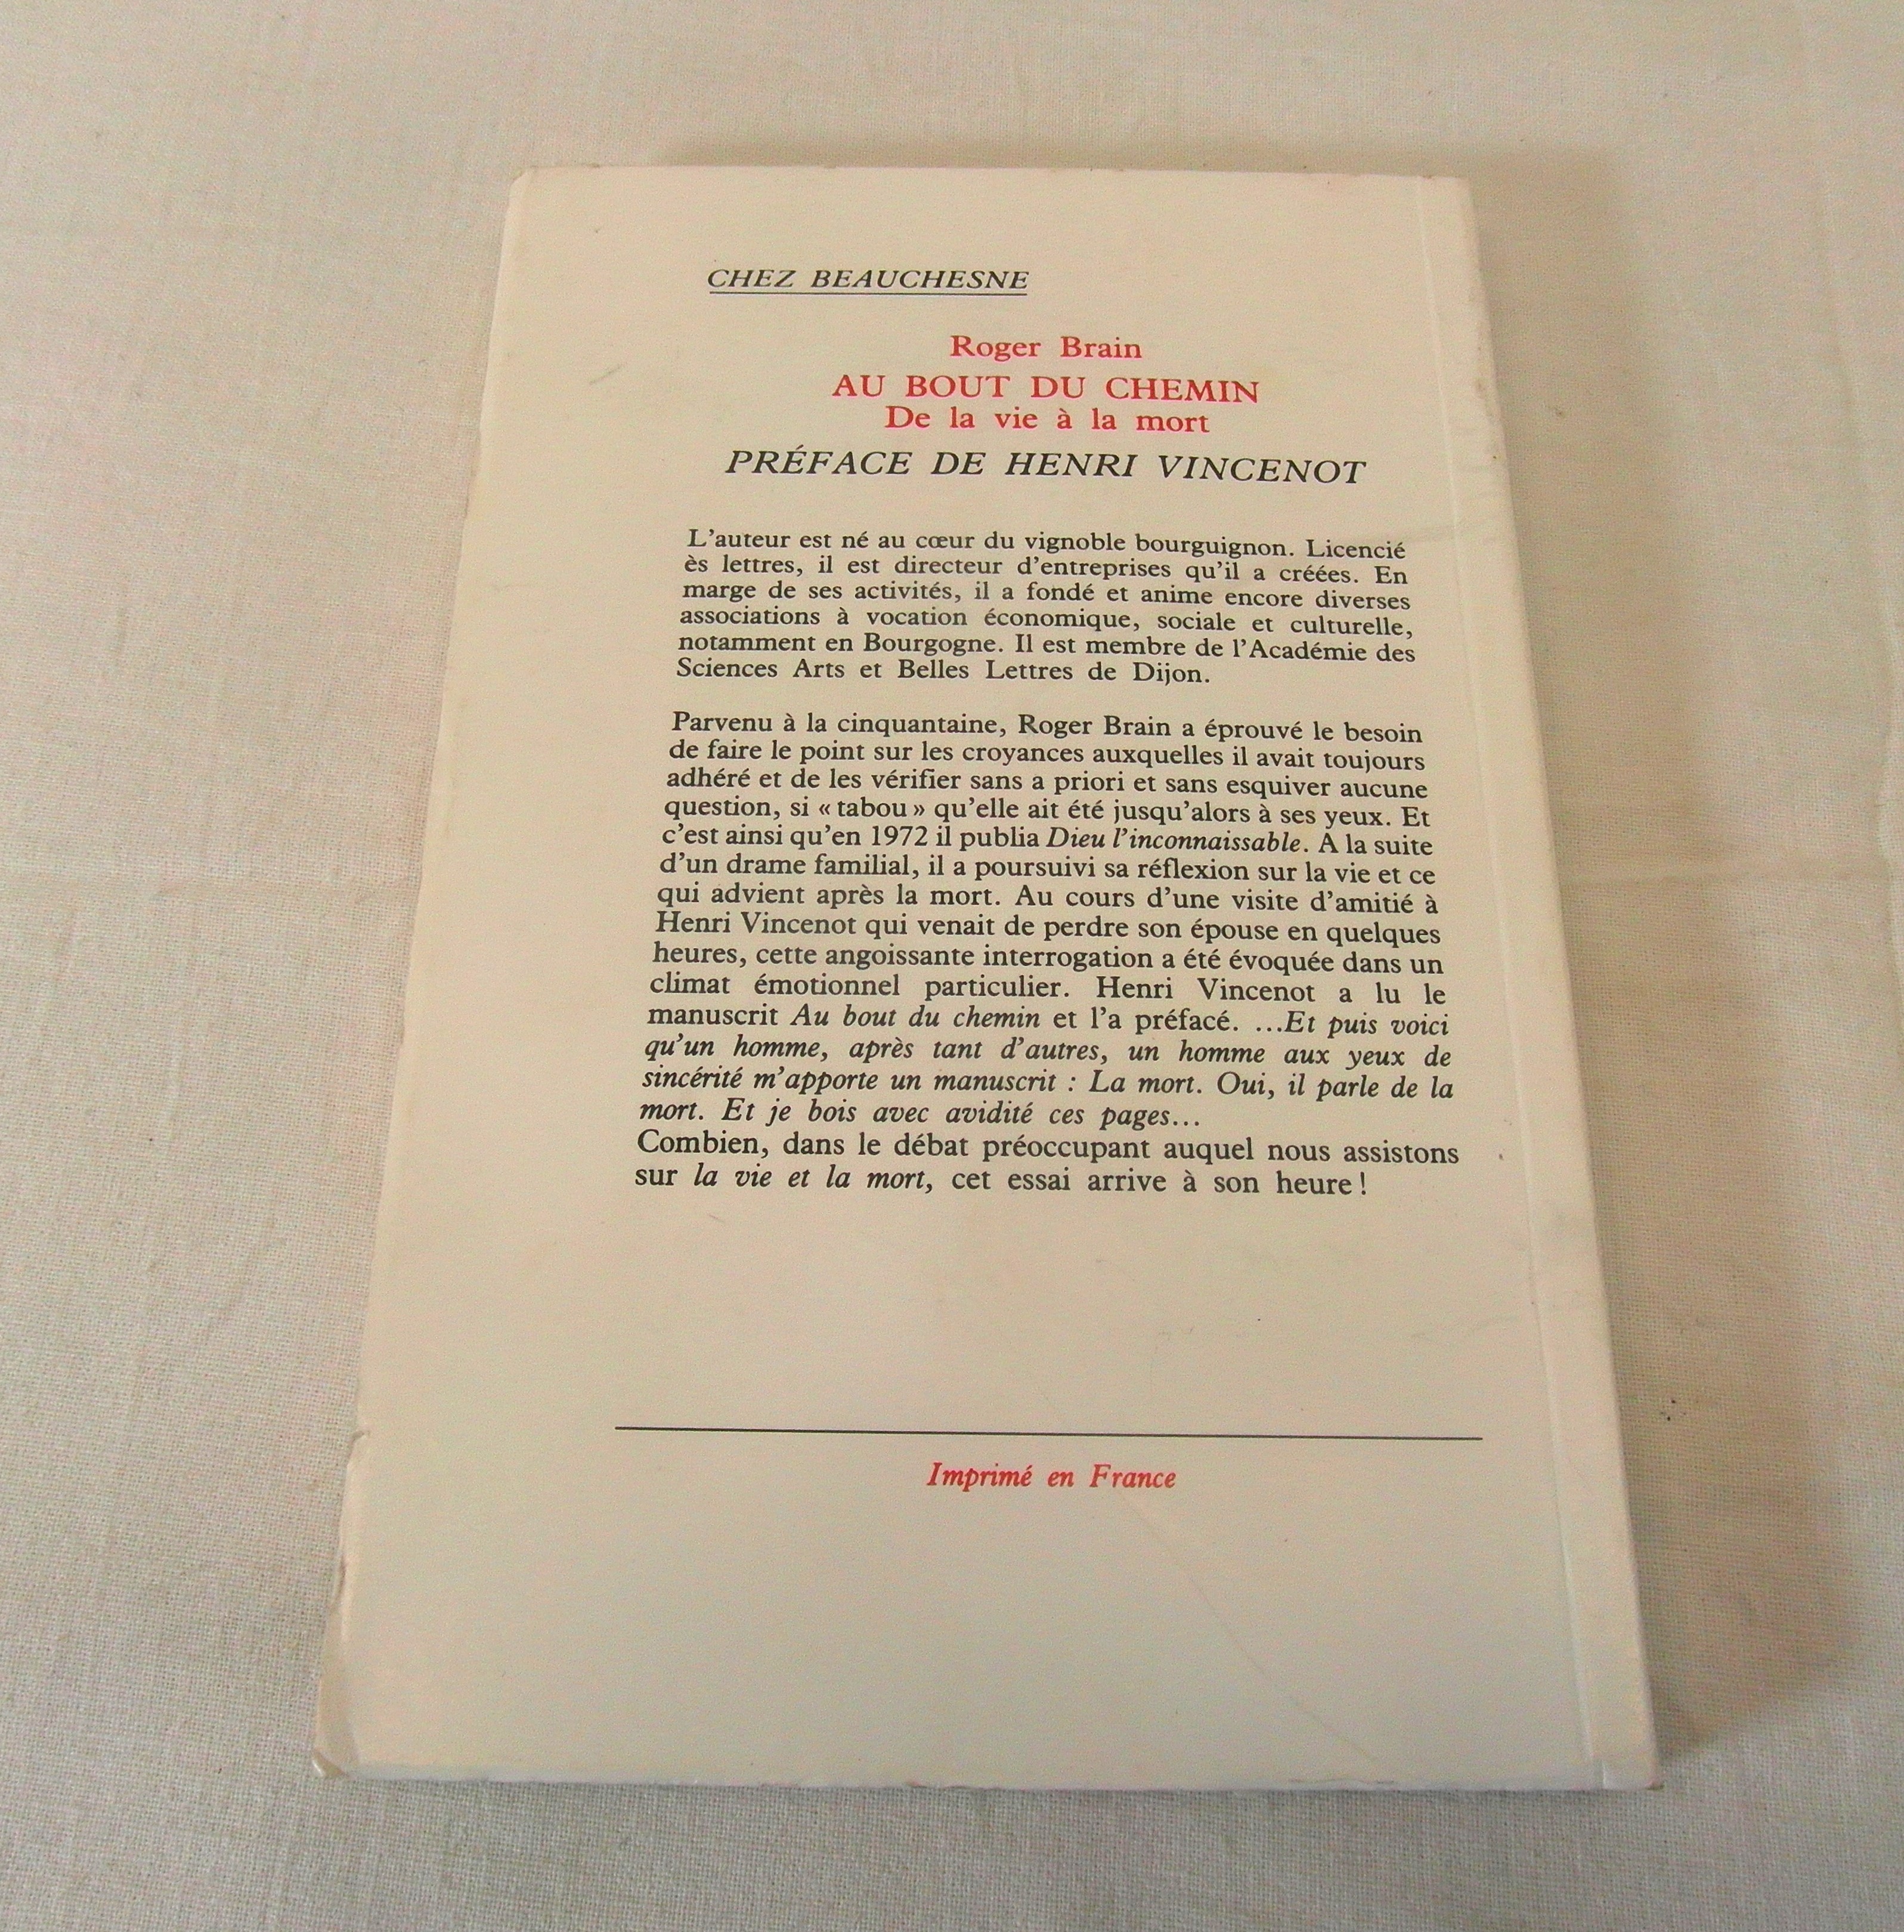 CHEZ BEAUCHESNE
Roger Brain
AU BOUT DU CHEMIN
De la vie à la mort
PRÉFACE DE HENRI VINCENOT
L'auteur est né au cœur du vignoble bourguignon. Licencié
ès lettres, il est directeur d'entreprises qu'il a créées. En
marge de ses activités, il a fondé et anime encore diverses
associations à vocation économique, sociale et culturelle,
notamment en Bourgogne. Il est membre de l'Académie des
Sciences Arts et Belles Lettres de Dijon.
Parvenu à la cinquantaine, Roger Brain a éprouvé le besoin
de faire le point sur les croyances auxquelles il avait toujours
adhéré et de les vérifier sans a priori et sans esquiver aucune
question, si « tabou » qu'elle ait été jusqu'alors à ses yeux. Et
c'est ainsi qu'en 1972 il publia Dieu l'inconnaissable. A la suite
d'un drame familial, il a poursuivi sa réflexion sur la vie et ce
qui advient après la mort. Au cours d'une visite d'amitié à
Henri Vincenot qui venait de perdre son épouse en quelques
heures, cette angoissante interrogation a été évoquée dans un
climat émotionnel particulier. Henri Vincenot a lu le
manuscrit Au bout du chemin et l'a préfacé. ...Et puis voici
qu'un homme, après tant d'autres, un homme aux yeux de
sincérité m'apporte un manuscrit : La mort. Oui, il parle de la
mort. Et je bois avec avidité ces pages...
Combien, dans le débat préoccupant auquel nous assistons
sur la vie et la mort, cet essai arrive à son heure !
Imprimé en France